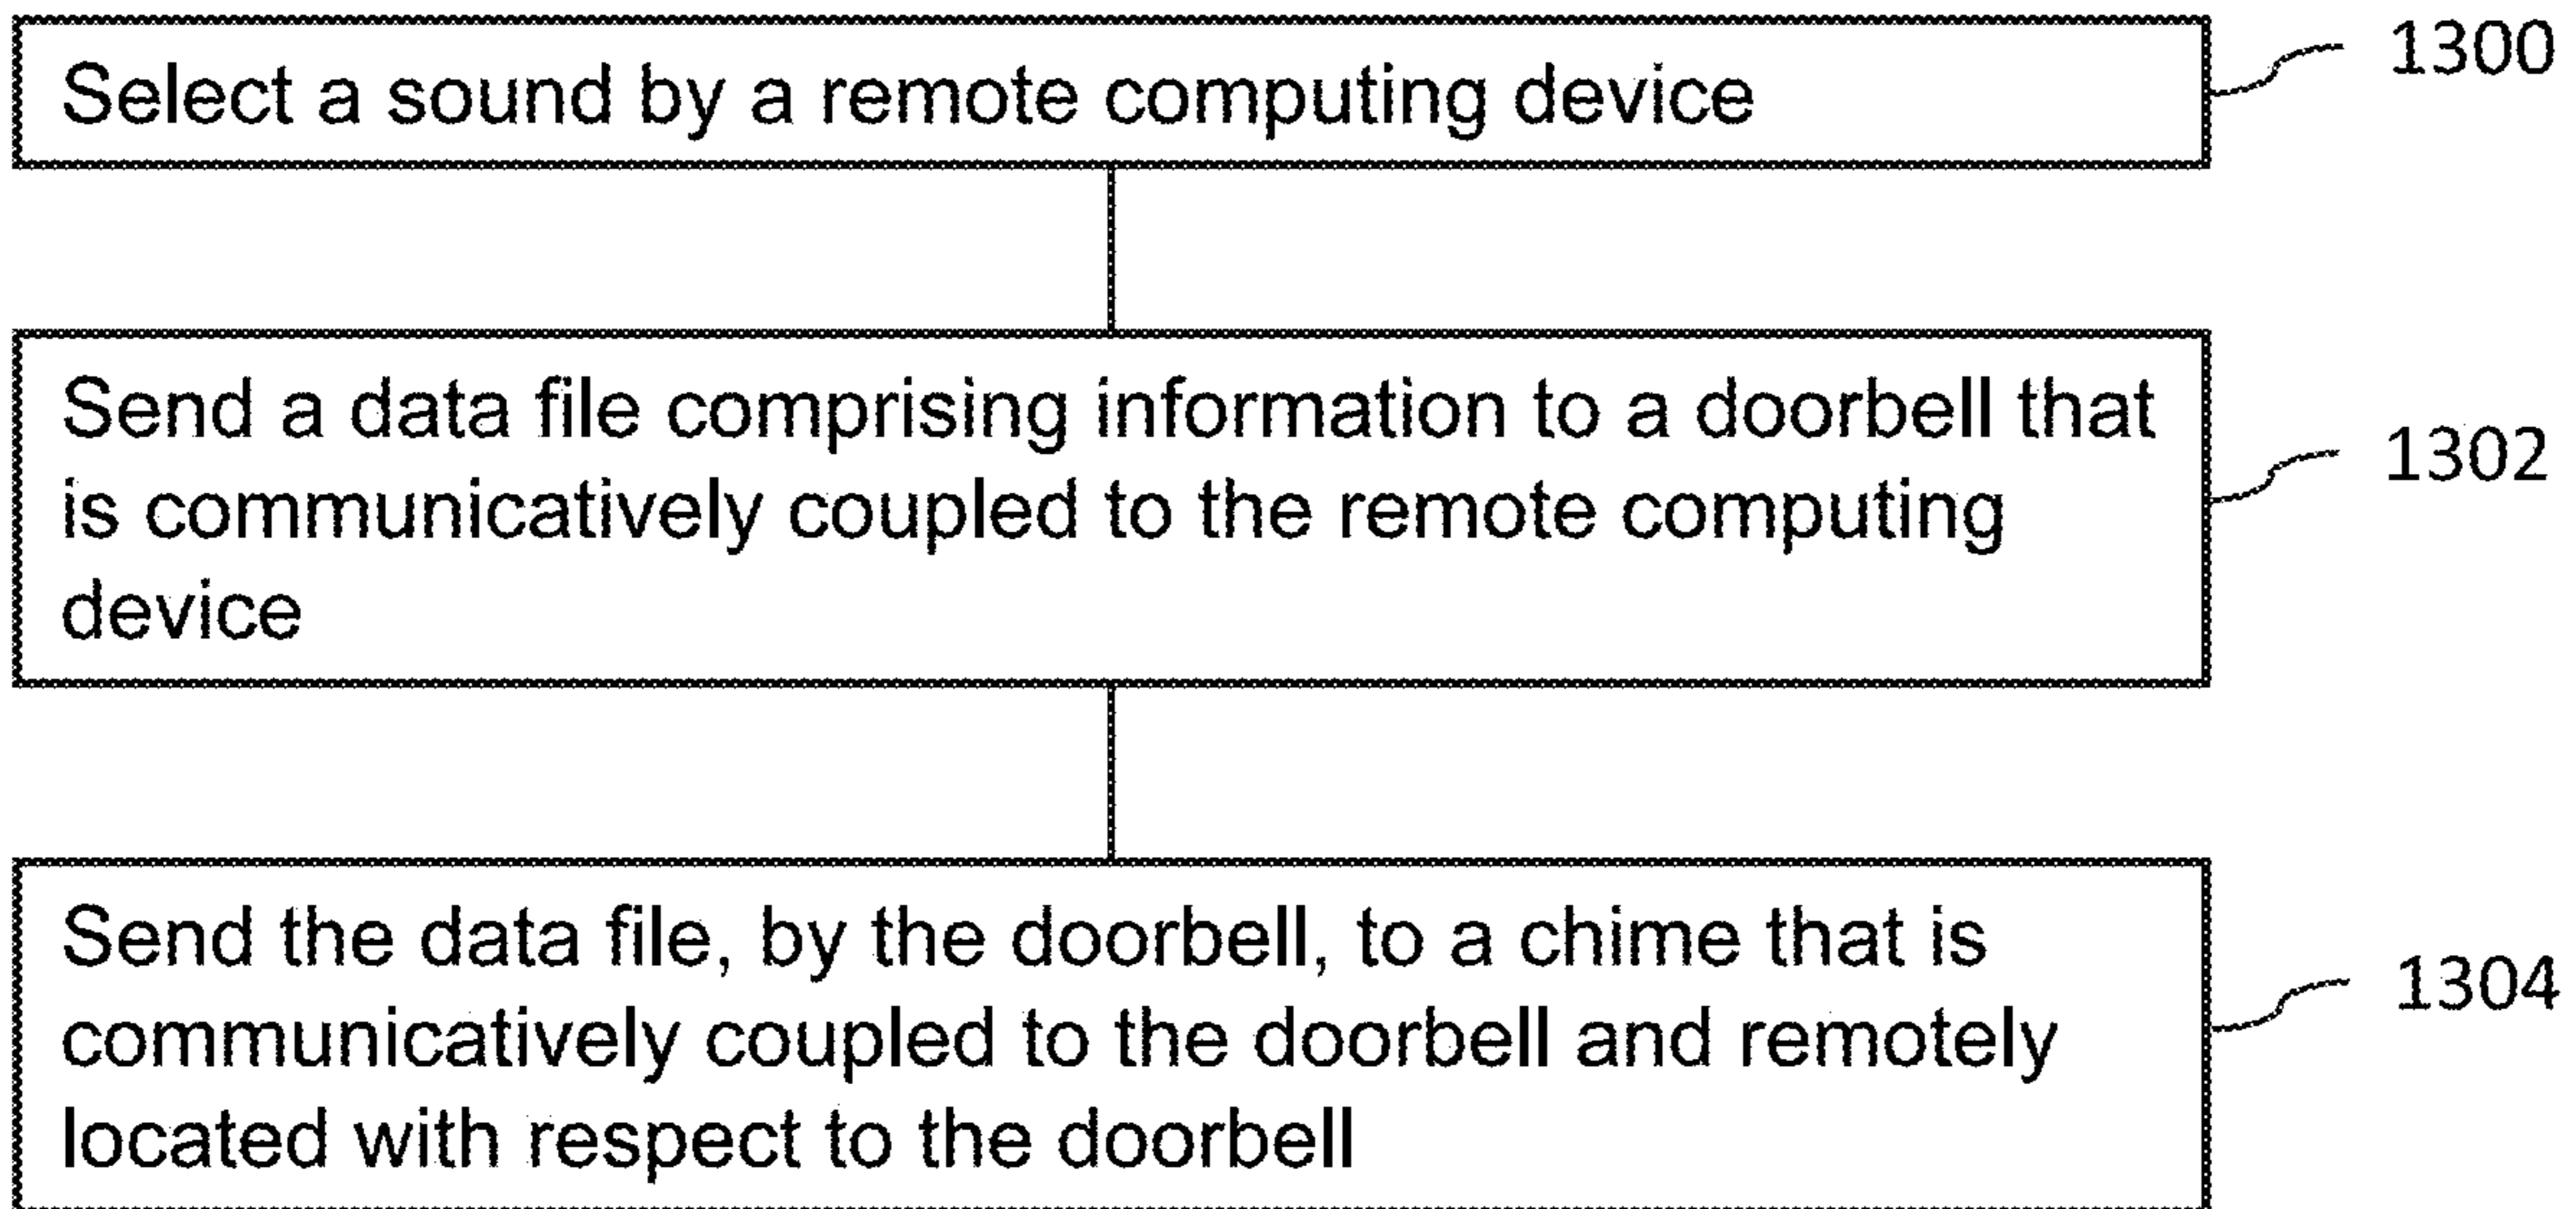 Select a sound by a remote computing device
1300
Send a data file comprising information to a doorbell that
is communicatively coupled to the remote computing
device
1302
Send the data file, by the doorbell, to a chime that is
communicatively coupled to the doorbell and remotely
located with respect to the doorbell
1304